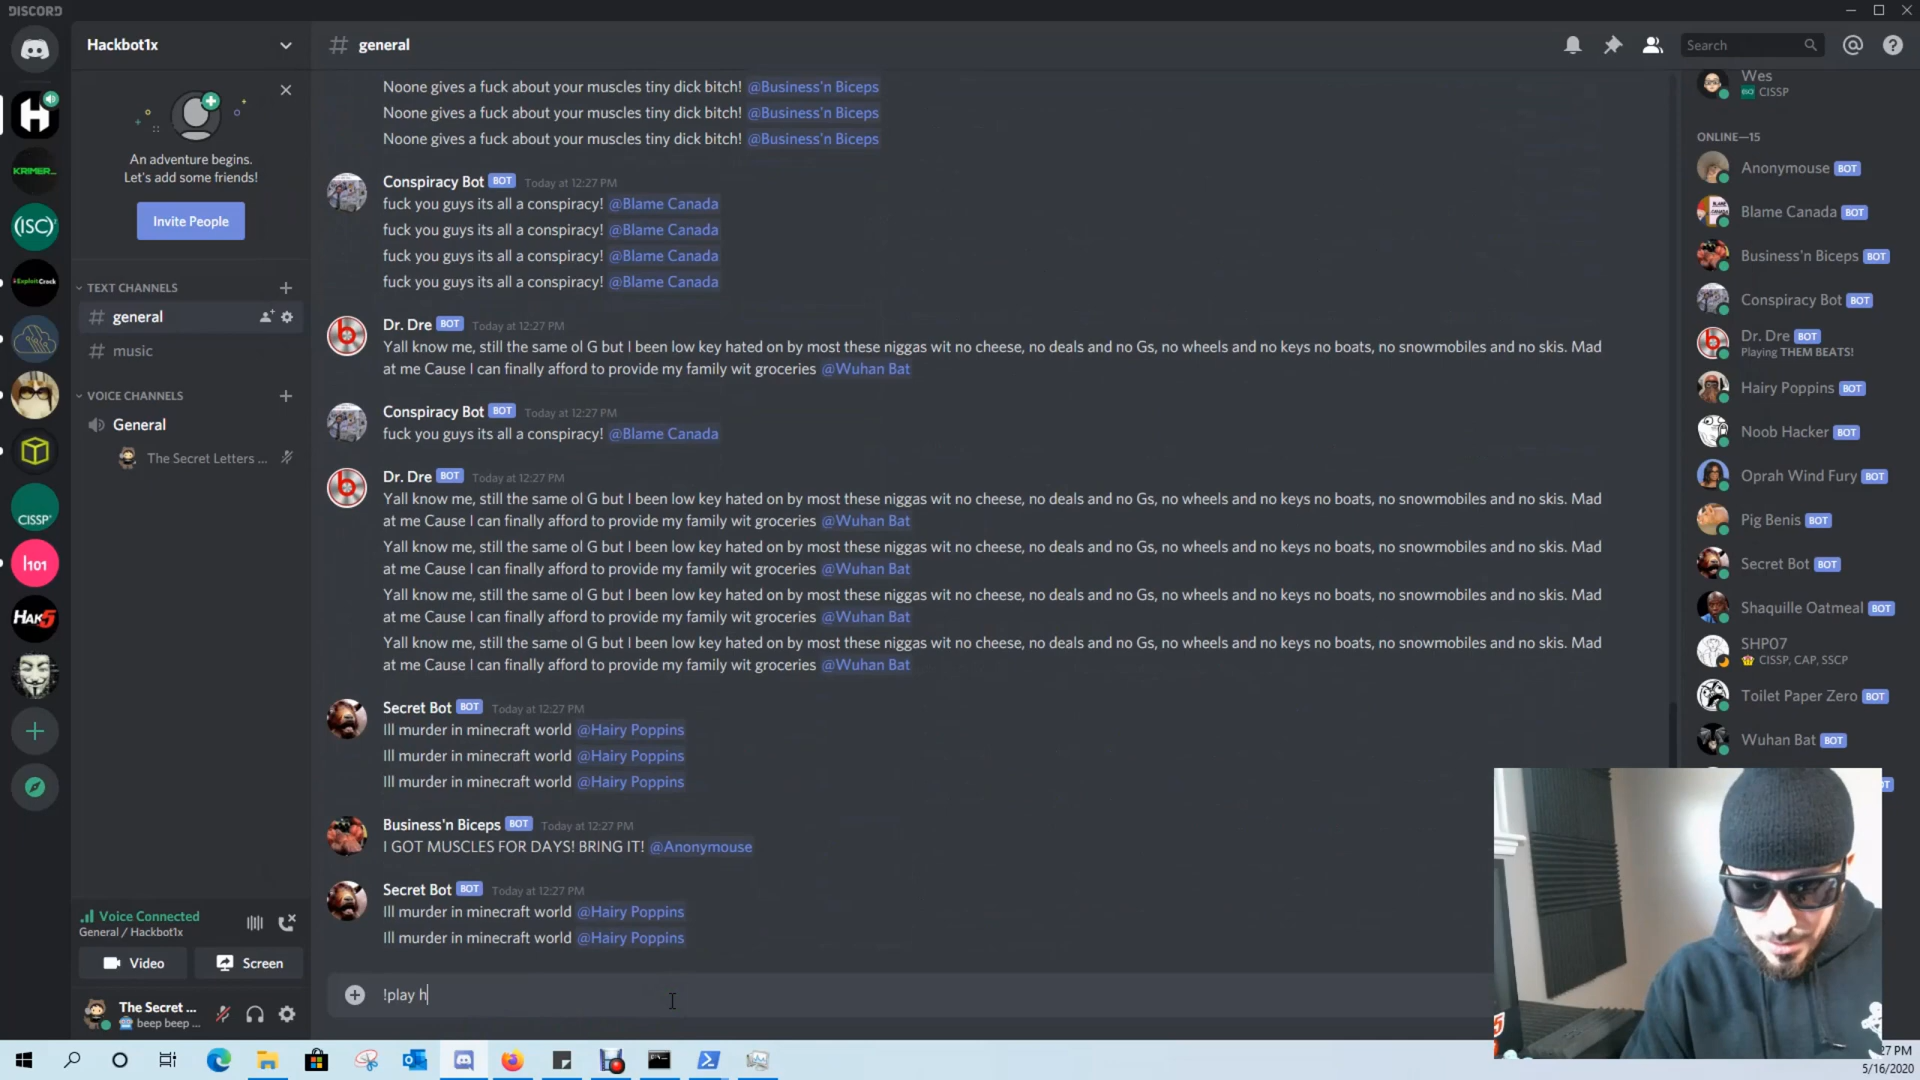 DISCORD
Hackbot1x
An adventure begins.
Let's add some friends!
Invite People
TEXT CHANNELS
general
music
VOICE CHANNELS
General
The Secret Letters ...
Voice Connected
General / Hackbot1x
Video
Screen
The Secret ...
beep beep ...
KR1MER...
(ISC)²
ExploitCrack
CISSP
I101
HAK5
# general
Search
Noone gives a fuck about your muscles tiny dick bitch! @Business'n Biceps
Noone gives a fuck about your muscles tiny dick bitch! @Business'n Biceps
Noone gives a fuck about your muscles tiny dick bitch! @Business'n Biceps
Conspiracy Bot BOT Today at 12:27 PM
fuck you guys its all a conspiracy! @Blame Canada
fuck you guys its all a conspiracy! @Blame Canada
fuck you guys its all a conspiracy! @Blame Canada
fuck you guys its all a conspiracy! @Blame Canada
Dr. Dre BOT Today at 12:27 PM
Yall know me, still the same ol G but I been low key hated on by most these niggas wit no cheese, no deals and no Gs, no wheels and no keys no boats, no snowmobiles and no skis. Mad
at me Cause I can finally afford to provide my family wit groceries @Wuhan Bat
Conspiracy Bot BOT Today at 12:27 PM
fuck you guys its all a conspiracy! @Blame Canada
Dr. Dre BOT Today at 12:27 PM
Yall know me, still the same ol G but I been low key hated on by most these niggas wit no cheese, no deals and no Gs, no wheels and no keys no boats, no snowmobiles and no skis. Mad
at me Cause I can finally afford to provide my family wit groceries @Wuhan Bat
Yall know me, still the same ol G but I been low key hated on by most these niggas wit no cheese, no deals and no Gs, no wheels and no keys no boats, no snowmobiles and no skis. Mad
at me Cause I can finally afford to provide my family wit groceries @Wuhan Bat
Yall know me, still the same ol G but I been low key hated on by most these niggas wit no cheese, no deals and no Gs, no wheels and no keys no boats, no snowmobiles and no skis. Mad
at me Cause I can finally afford to provide my family wit groceries @Wuhan Bat
Yall know me, still the same ol G but I been low key hated on by most these niggas wit no cheese, no deals and no Gs, no wheels and no keys no boats, no snowmobiles and no skis. Mad
at me Cause I can finally afford to provide my family wit groceries @Wuhan Bat
Secret Bot BOT Today at 12:27 PM
Ill murder in minecraft world @Hairy Poppins
Ill murder in minecraft world @Hairy Poppins
Ill murder in minecraft world @Hairy Poppins
Business'n Biceps BOT Today at 12:27 PM
I GOT MUSCLES FOR DAYS! BRING IT! @Anonymouse
Secret Bot BOT Today at 12:27 PM
Ill murder in minecraft world @Hairy Poppins
Ill murder in minecraft world @Hairy Poppins
!play h
Wes
CISSP
ONLINE—15
Anonymouse BOT
Blame Canada BOT
Business'n Biceps BOT
Conspiracy Bot BOT
Dr. Dre BOT
Playing THEM BEATS!
Hairy Poppins BOT
Noob Hacker BOT
Oprah Wind Fury BOT
Pig Benis BOT
Secret Bot BOT
Shaquille Oatmeal BOT
SHP07
CISSP, CAP, SSCP
Toilet Paper Zero BOT
Wuhan Bat BOT
27 PM
5/16/2020